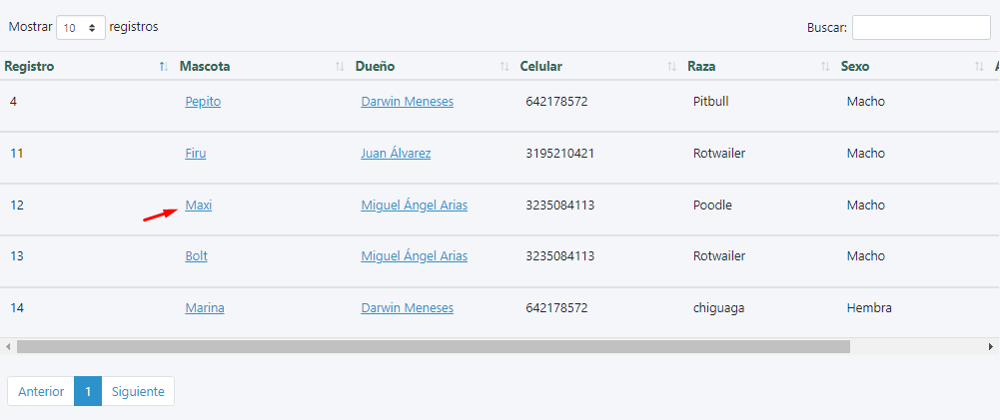 Mostrar 10 registros Buscar:
Registro Mascota Dueño Celular Raza Sexo
4 Pepito Darwin Meneses 642178572 Pitbull Macho
11 Firu Juan Álvarez 3195210421 Rotwailer Macho
12 Maxi Miguel Ángel Arias 3235084113 Poodle Macho
13 Bolt Miguel Ángel Arias 3235084113 Rotwailer Macho
14 Marina Darwin Meneses 642178572 chiguaga Hembra
Anterior 1 Siguiente